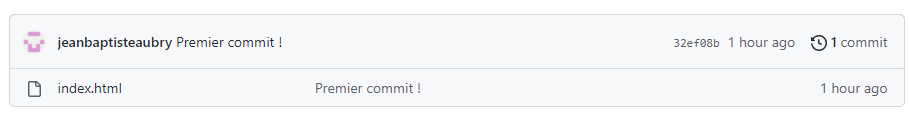 jeanbaptisteaubry Premier commit ! 32ef08b 1 hour ago 1 commit
index.html Premier commit ! 1 hour ago